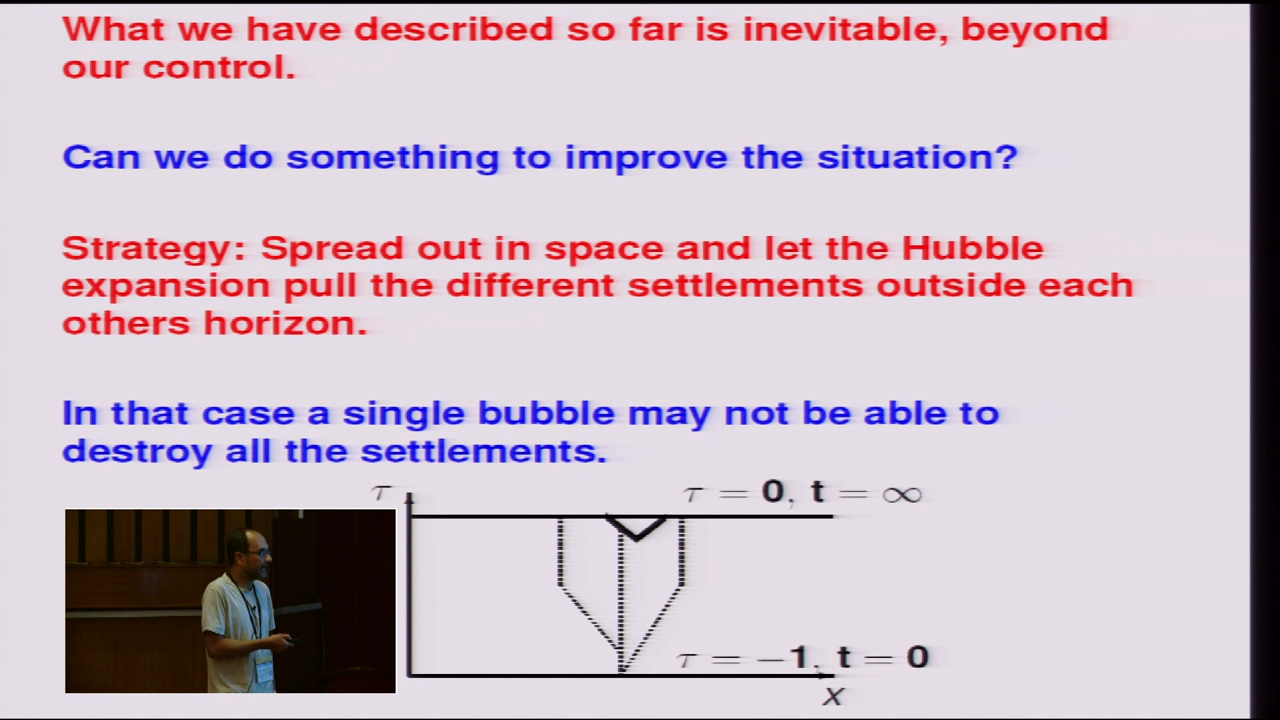 What we have described so far is inevitable, beyond
our control.
Can we do something to improve the situation?
Strategy: Spread out in space and let the Hubble
expansion pull the different settlements outside each
others horizon.
In that case a single bubble may not be able to
destroy all the settlements.
τ
τ = 0, t = ∞
τ = −1, t = 0
x